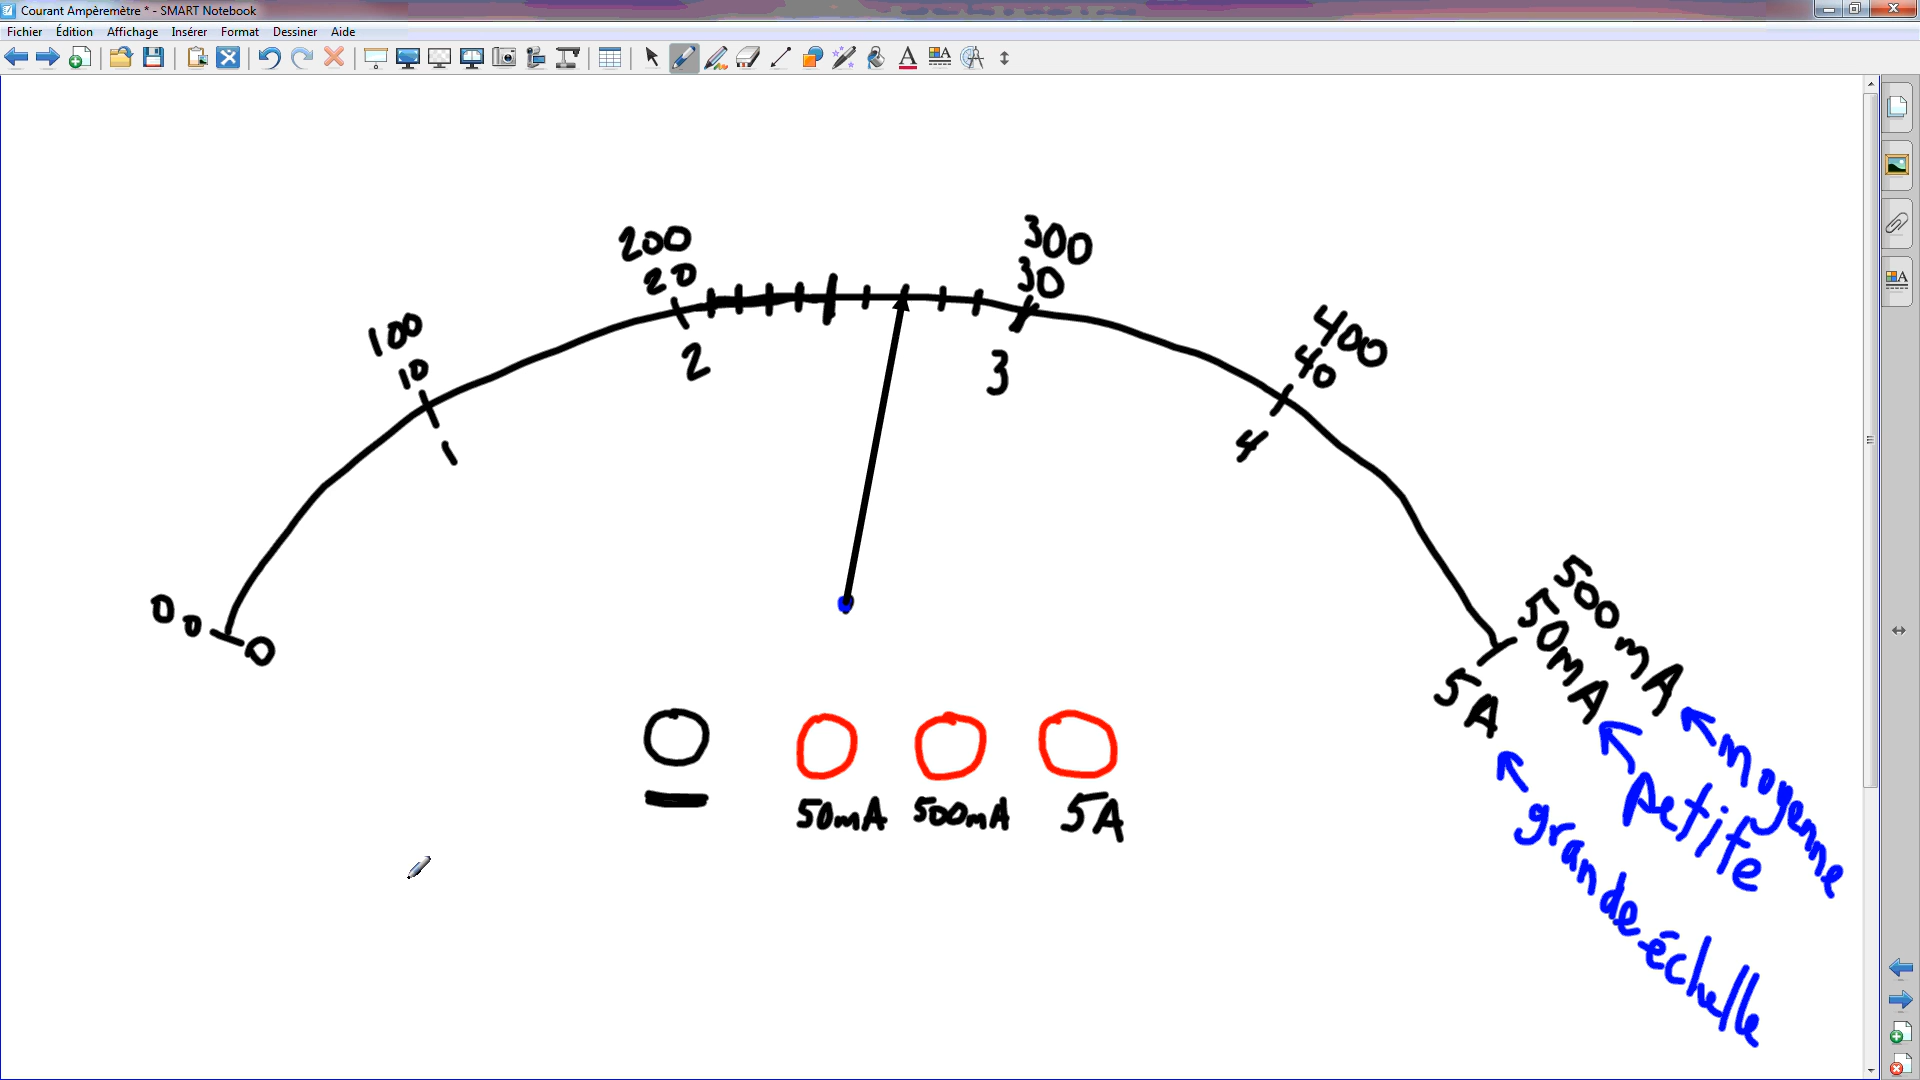 Courant Ampèremètre * - SMART Notebook
Fichier Édition Affichage Insérer Format Dessiner Aide
200
20
300
30
100
10
400
40
2
3
1
4
0
0
0
500mA
50mA
5A
50mA 500mA 5A
moyenne
petite
grande échelle